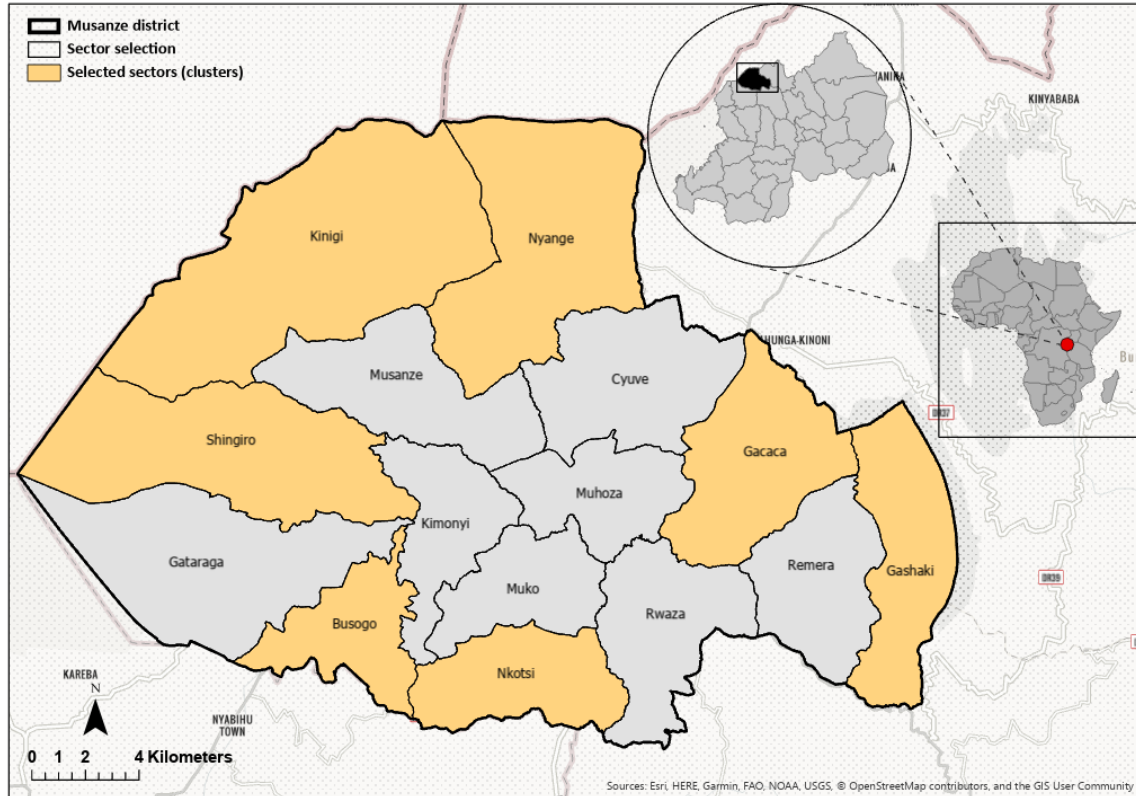 Musanze district
Sector selection
Selected sectors (clusters)
KINYABABA
Kinigi
Nyange
HUNGA-KINONI
Musanze
Cyuve
DR37
Shingiro
Gacaca
Muhoza
Kimonyi
Gataraga
Remera
Gashaki
DR39
Muko
Rwaza
Busogo
Nkotsi
KAREBA
N
NYABIHU
TOWN
0 1 2 4 Kilometers
Sources: Esri, HERE, Garmin, FAO, NOAA, USGS, © OpenStreetMap contributors, and the GIS User Community